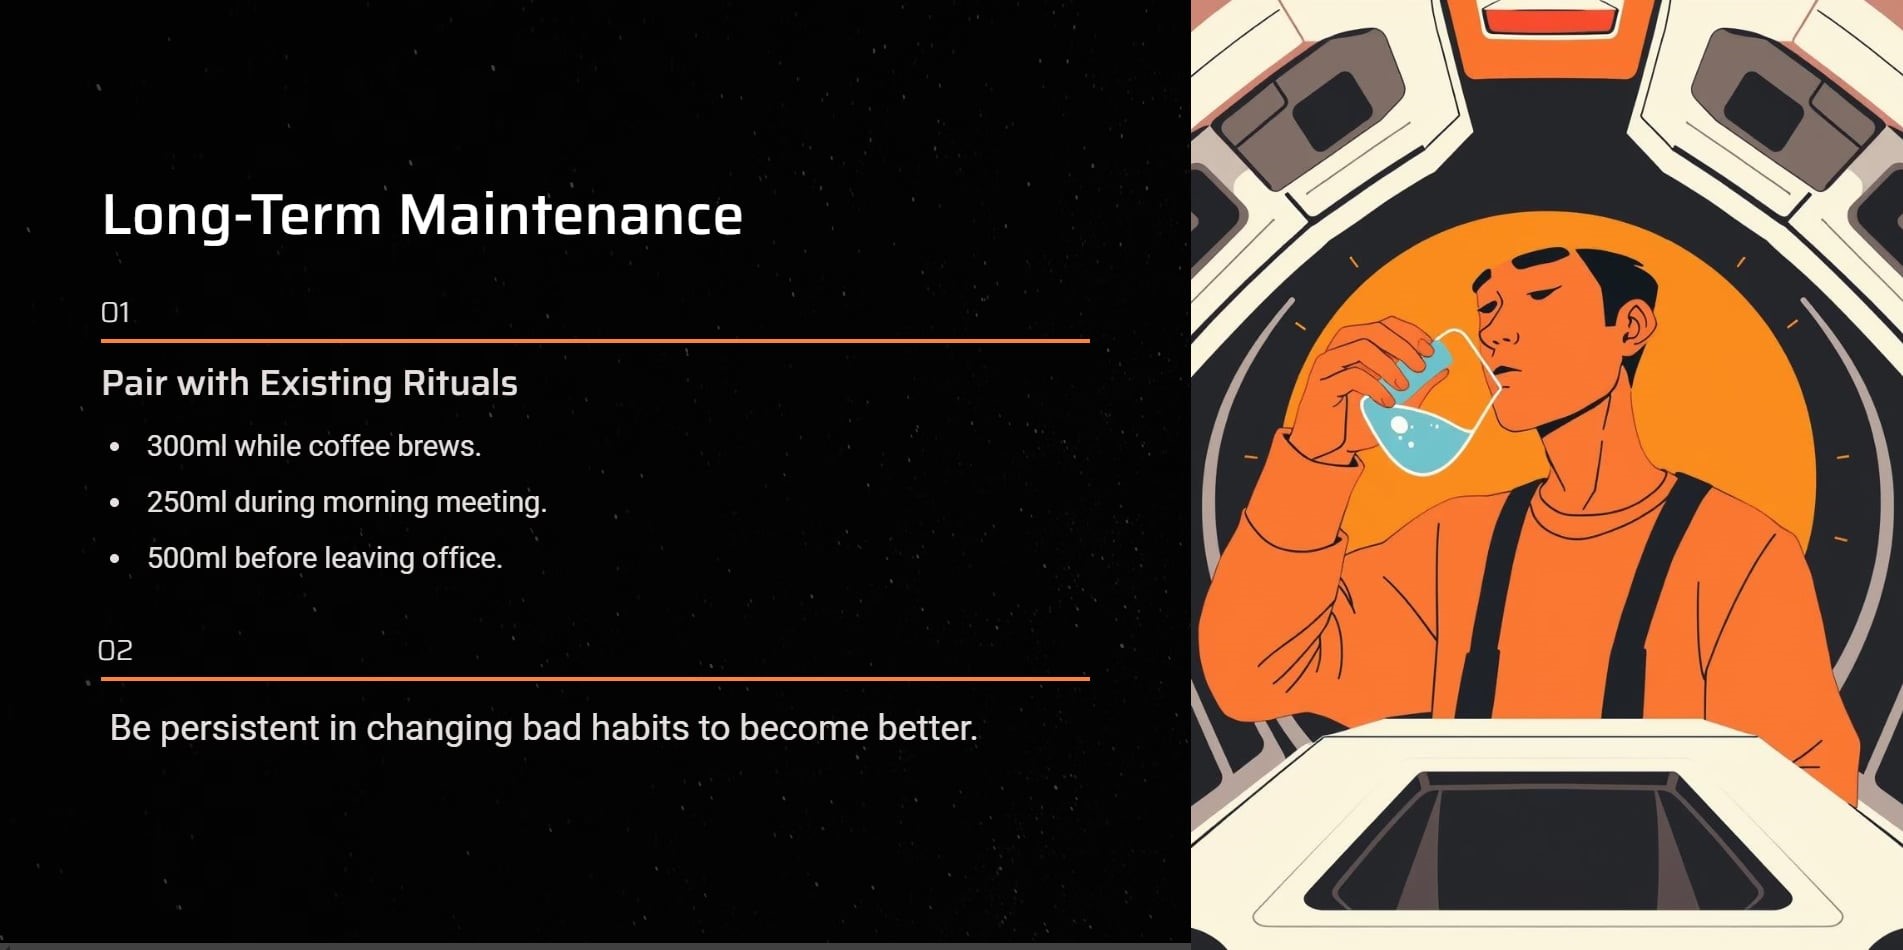 Long-Term Maintenance
01
Pair with Existing Rituals
• 300ml while coffee brews.
• 250ml during morning meeting.
• 500ml before leaving office.
02
Be persistent in changing bad habits to become better.